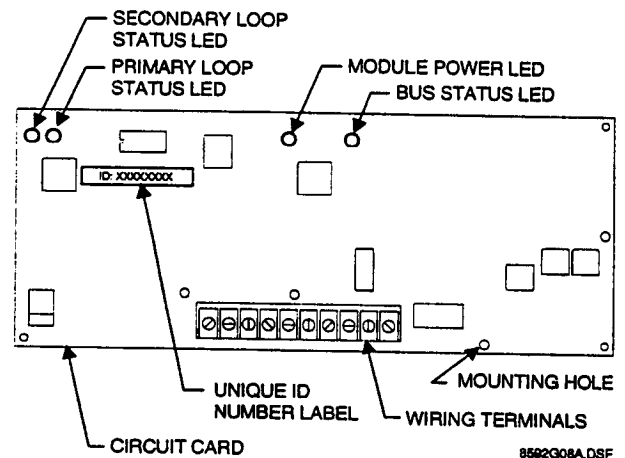 SECONDARY LOOP
STATUS LED
PRIMARY LOOP
STATUS LED
MODULE POWER LED
BUS STATUS LED
ID: XXXXXXXX
UNIQUE ID
NUMBER LABEL
MOUNTING HOLE
WIRING TERMINALS
CIRCUIT CARD
8592G08A.DSF